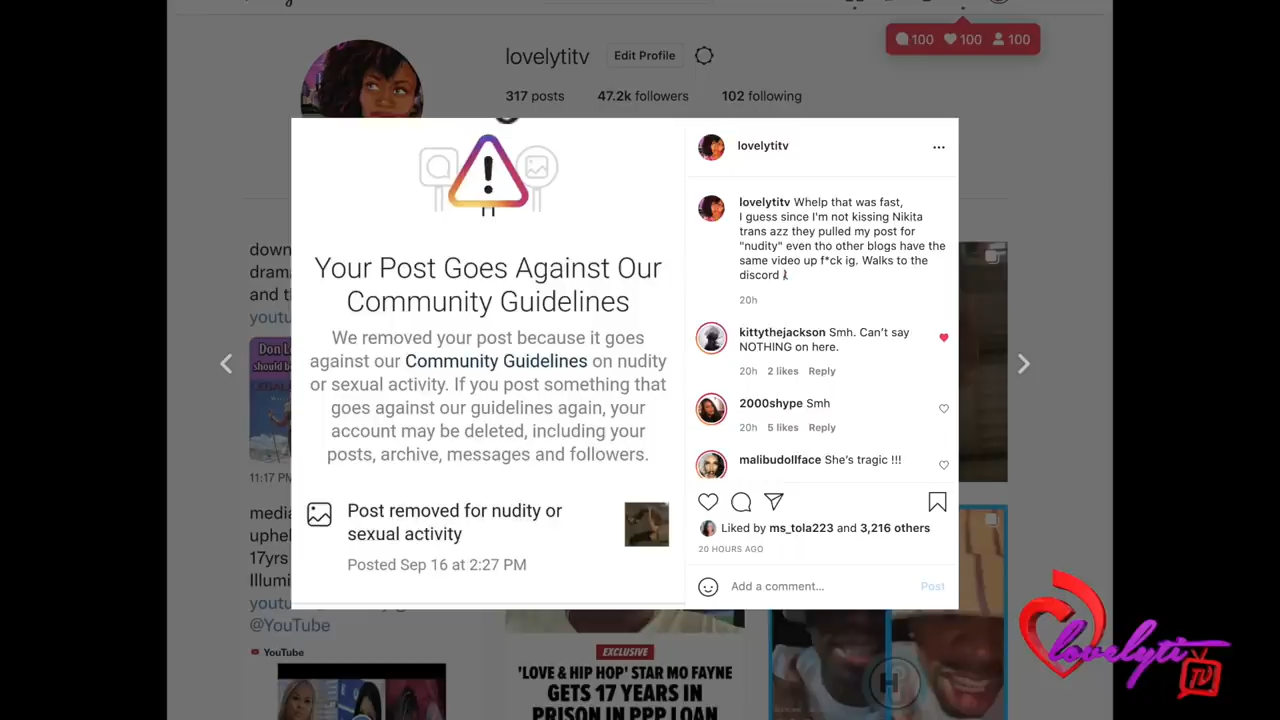 lovelytitv
Edit Profile
100
100
100
317 posts
47.2k followers
102 following
Your Post Goes Against Our
Community Guidelines
We removed your post because it goes
against our Community Guidelines on nudity
or sexual activity. If you post something that
goes against our guidelines again, your
account may be deleted, including your
posts, archive, messages and followers.
Post removed for nudity or
sexual activity
Posted Sep 16 at 2:27 PM
lovelytitv
lovelytitv Whelp that was fast,
I guess since I'm not kissing Nikita
trans azz they pulled my post for
"nudity" even tho other blogs have the
same video up f*ck ig. Walks to the
discord
20h
kittythejackson Smh. Can't say
NOTHING on here.
20h 2 likes Reply
2000shype Smh
20h 5 likes Reply
malibudollface She's tragic !!!
Liked by ms_tola223 and 3,216 others
20 HOURS AGO
Add a comment...
Post
down
drama
and t
youtu
Don L
should b
LEGAL
11:17 PM
media
uphe
17yrs
Illumi
youtu
@YouTube
YouTube
EXCLUSIVE
'LOVE & HIP HOP' STAR MO FAYNE
GETS 17 YEARS IN
PRISON IN PPP LOAN
H
lovelyti
TV